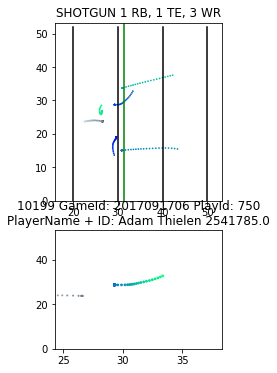 SHOTGUN 1 RB, 1 TE, 3 WR
50
40
30
20
10
0
20 30 40 50
10199 GameId: 2017091706 PlayId: 750
PlayerName + ID: Adam Thielen 2541785.0
40
20
0
25 30 35